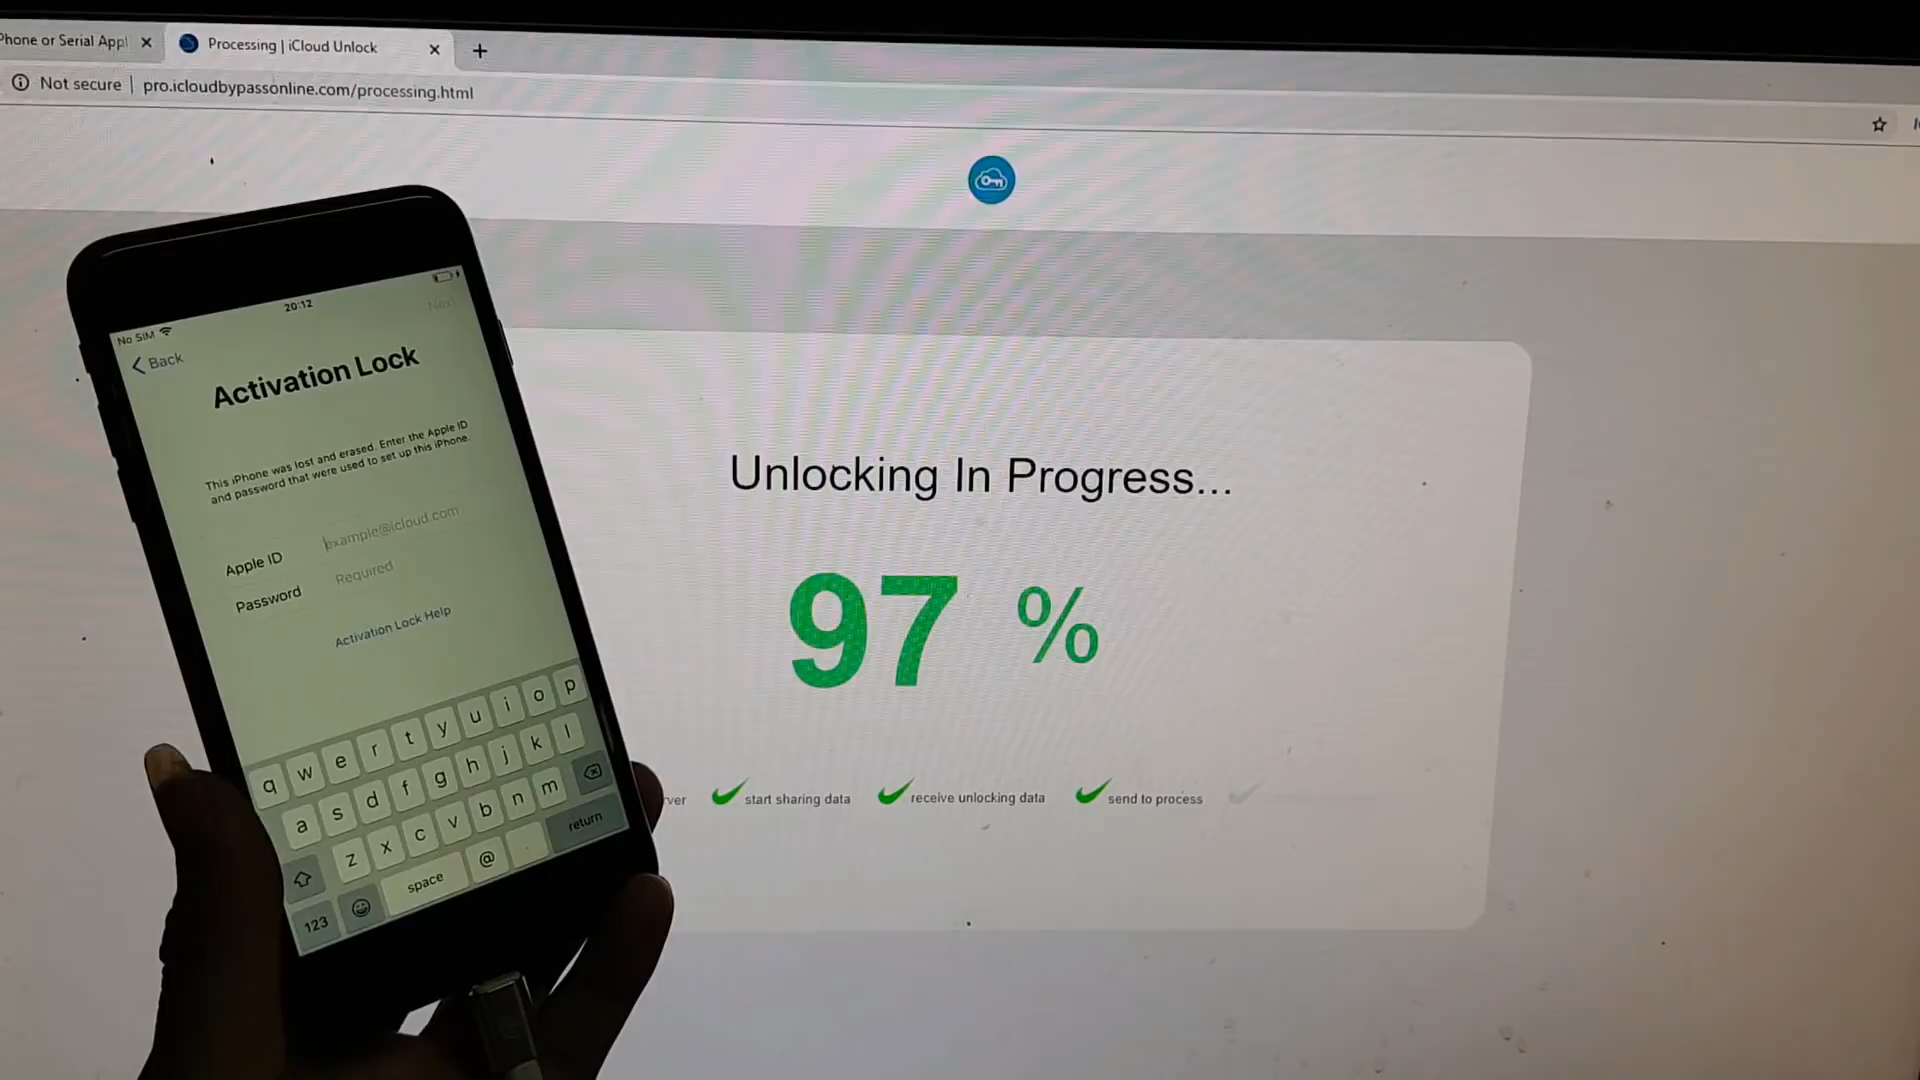 Phone or Serial Appl
Processing | iCloud Unlock
Not secure
pro.icloudbypassonline.com/processing.html
20:12
No SIM
Next
Back
Activation Lock
This iPhone was lost and erased. Enter the Apple ID
and password that were used to set up this iPhone.
Apple ID example@icloud.com
Password Required
Activation Lock Help
q w e r t y u i o p
a s d f g h j k l
z x c v b n m
123 space @ . return
Unlocking In Progress...
97 %
rver start sharing data receive unlocking data send to process